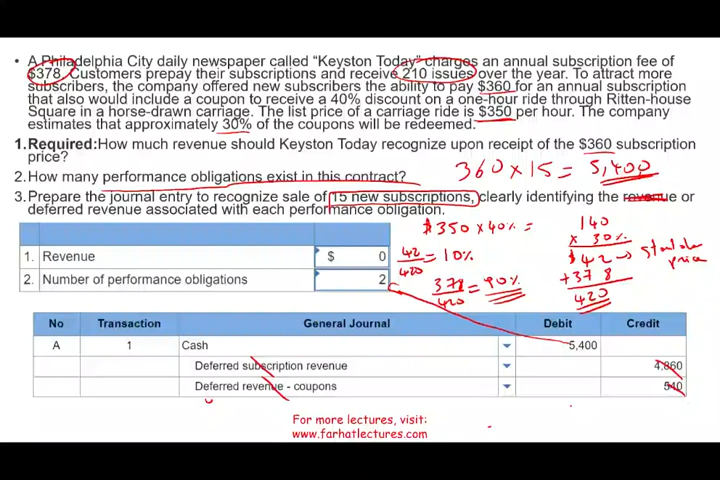 • A Philadelphia City daily newspaper called “Keyston Today” charges an annual subscription fee of
$378. Customers prepay their subscriptions and receive 210 issues over the year. To attract more
subscribers, the company offered new subscribers the ability to pay $360 for an annual subscription
that also would include a coupon to receive a 40% discount on a one-hour ride through Ritten-house
Square in a horse-drawn carriage. The list price of a carriage ride is $350 per hour. The company
estimates that approximately 30% of the coupons will be redeemed.
1.Required: How much revenue should Keyston Today recognize upon receipt of the $360 subscription
price?
360 x 15 = 5,400
2.How many performance obligations exist in this contract?
3.Prepare the journal entry to recognize sale of 15 new subscriptions, clearly identifying the revenue or
deferred revenue associated with each performance obligation.
$350 x 40% = 140
x 30%
$42 → Standalone price
+378
420
42/420 = 10%
378/420 = 90%
1. Revenue $ 0
2. Number of performance obligations 2
No Transaction General Journal Debit Credit
A 1 Cash 5,400
Deferred subscription revenue 4,860
Deferred revenue - coupons 540
For more lectures, visit:
www.farhatlectures.com